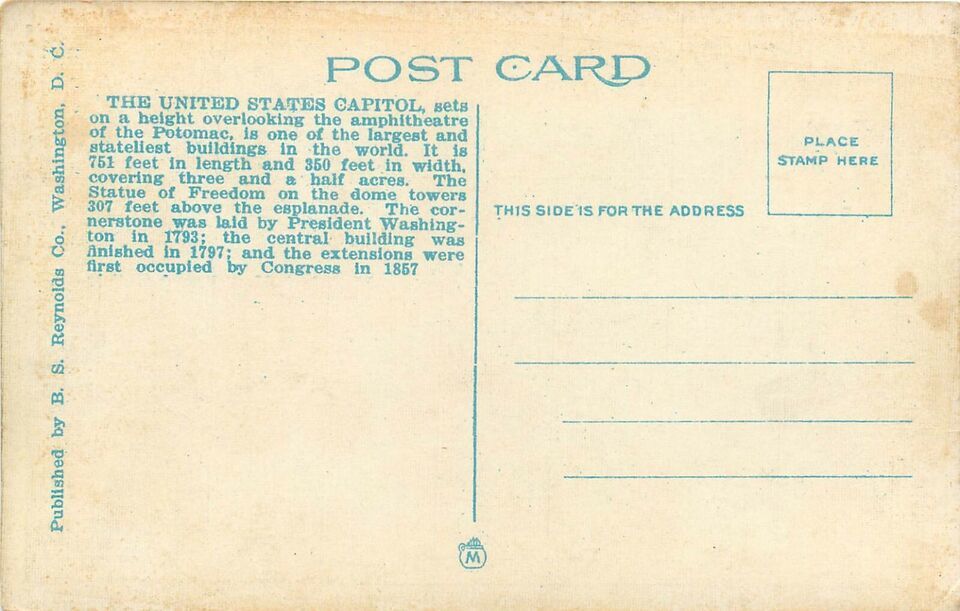 POST CARD
THE UNITED STATES CAPITOL, sets
on a height overlooking the amphitheatre
of the Potomac, is one of the largest and
stateliest buildings in the world. It is
751 feet in length and 350 feet in width,
covering three and a half acres. The
Statue of Freedom on the dome towers
307 feet above the esplanade. The cor-
nerstone was laid by President Washing-
ton in 1793; the central building was
finished in 1797; and the extensions were
first occupied by Congress in 1857
Published by B. S. Reynolds Co., Washington, D. C.
PLACE
STAMP HERE
THIS SIDE IS FOR THE ADDRESS
M